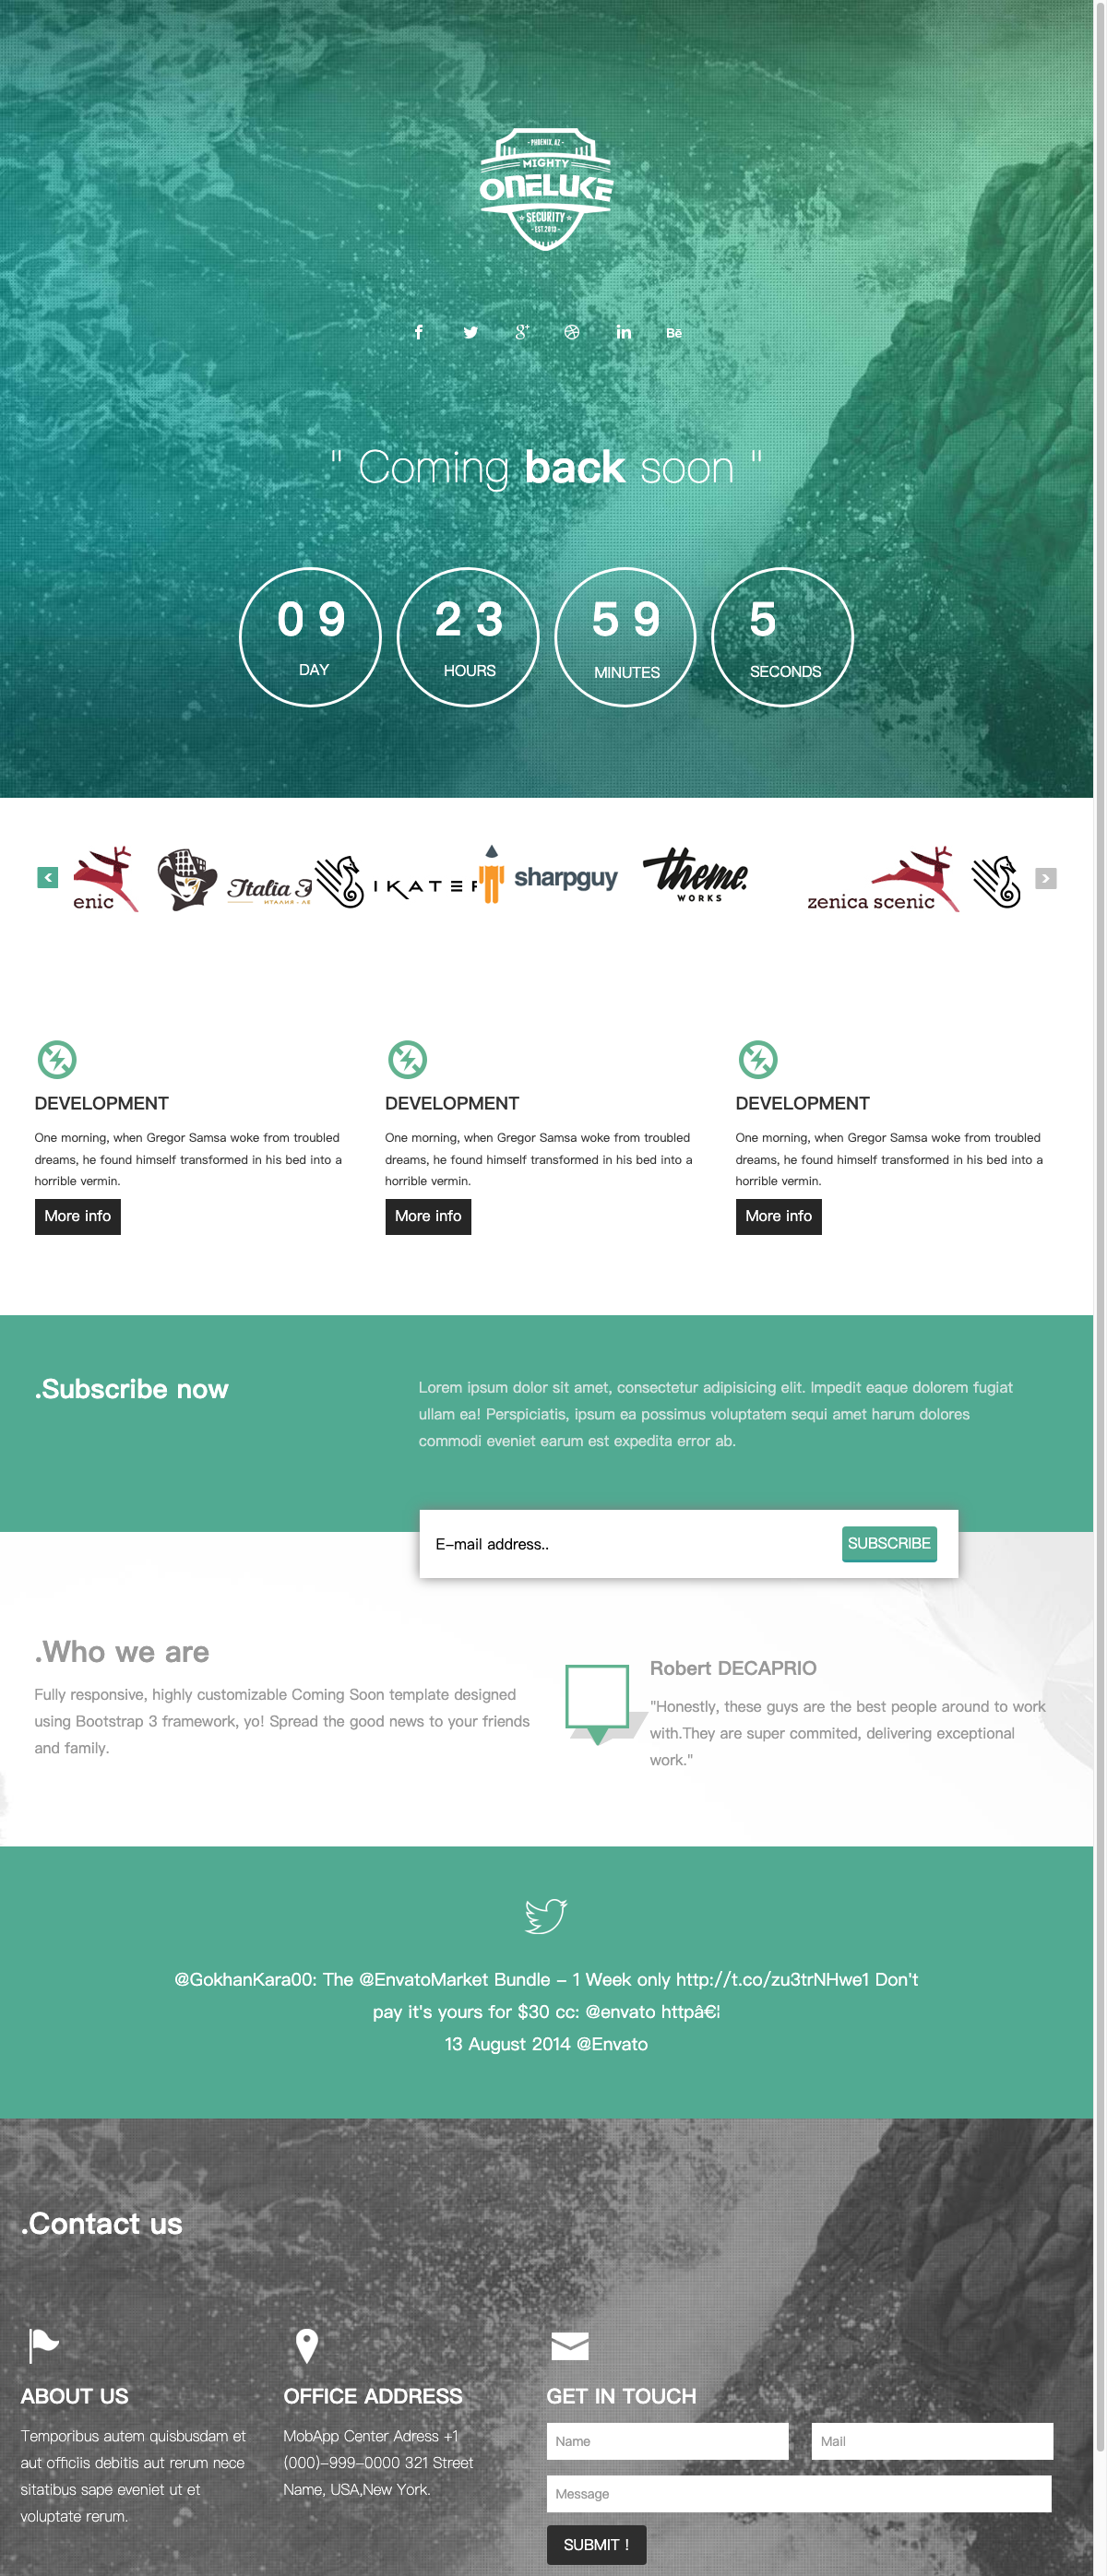 - PHOENIX, AZ -
MIGHTY
ONELUKE
SECURITY
- EST.2013 -
Bē
" Coming back soon "
09 23 59 5
DAY HOURS MINUTES SECONDS
enic
Italia
ИТАЛИЯ
IKATE
sharpguy
theme.
WORKS
zenica scenic
DEVELOPMENT DEVELOPMENT DEVELOPMENT
One morning, when Gregor Samsa woke from troubled
dreams, he found himself transformed in his bed into a
horrible vermin.
More info
One morning, when Gregor Samsa woke from troubled
dreams, he found himself transformed in his bed into a
horrible vermin.
More info
One morning, when Gregor Samsa woke from troubled
dreams, he found himself transformed in his bed into a
horrible vermin.
More info
.Subscribe now
Lorem ipsum dolor sit amet, consectetur adipisicing elit. Impedit eaque dolorem fugiat
ullam ea! Perspiciatis, ipsum ea possimus voluptatem sequi amet harum dolores
commodi eveniet earum est expedita error ab.
E-mail address.. SUBSCRIBE
.Who we are
Fully responsive, highly customizable Coming Soon template designed
using Bootstrap 3 framework, yo! Spread the good news to your friends
and family.
Robert DECAPRIO
"Honestly, these guys are the best people around to work
with.They are super commited, delivering exceptional
work."
@GokhanKara00: The @EnvatoMarket Bundle - 1 Week only http://t.co/zu3trNHwe1 Don't
pay it's yours for $30 cc: @envato httpâ€¦
13 August 2014 @Envato
.Contact us
ABOUT US
Temporibus autem quisbusdam et
aut officiis debitis aut rerum nece
sitatibus sape eveniet ut et
voluptate rerum.
OFFICE ADDRESS
MobApp Center Adress +1
(000)-999-0000 321 Street
Name, USA,New York.
GET IN TOUCH
Name Mail
Message
SUBMIT !